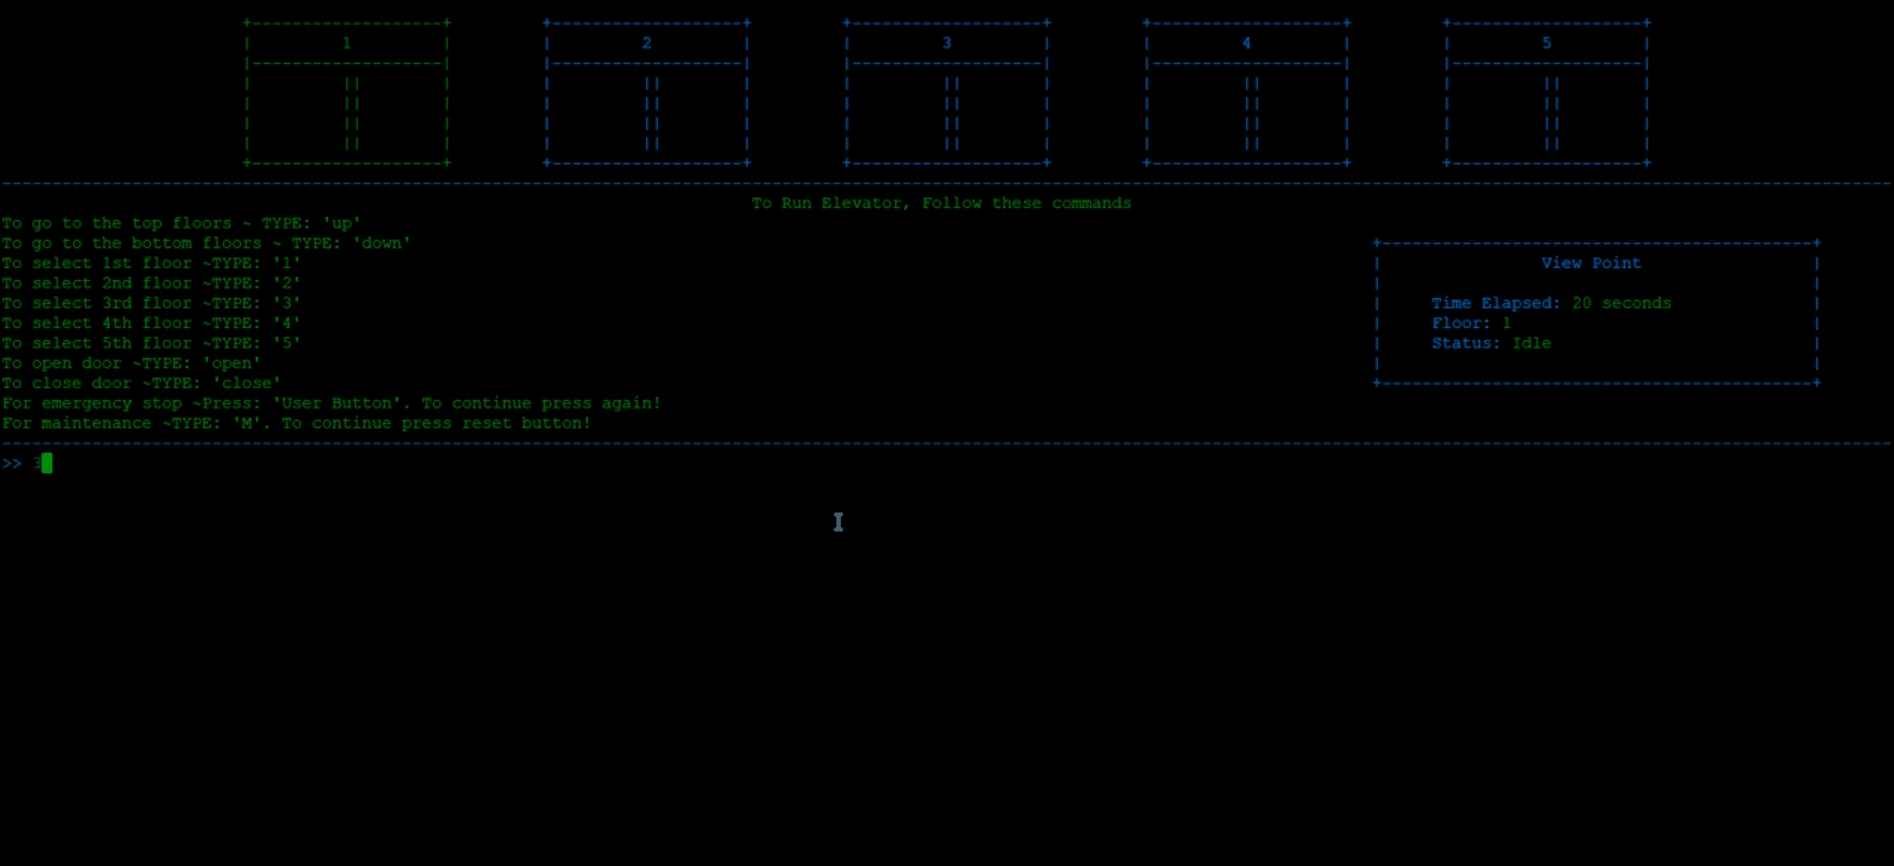 1 2 3 4 5
To Run Elevator, Follow these commands
To go to the top floors ~ TYPE: 'up'
To go to the bottom floors ~ TYPE: 'down'
To select 1st floor ~TYPE: '1'
To select 2nd floor ~TYPE: '2'
To select 3rd floor ~TYPE: '3'
To select 4th floor ~TYPE: '4'
To select 5th floor ~TYPE: '5'
To open door ~TYPE: 'open'
To close door ~TYPE: 'close'
For emergency stop ~Press: 'User Button'. To continue press again!
For maintenance ~TYPE: 'M'. To continue press reset button!
View Point
Time Elapsed: 20 seconds
Floor: 1
Status: Idle
>> 3